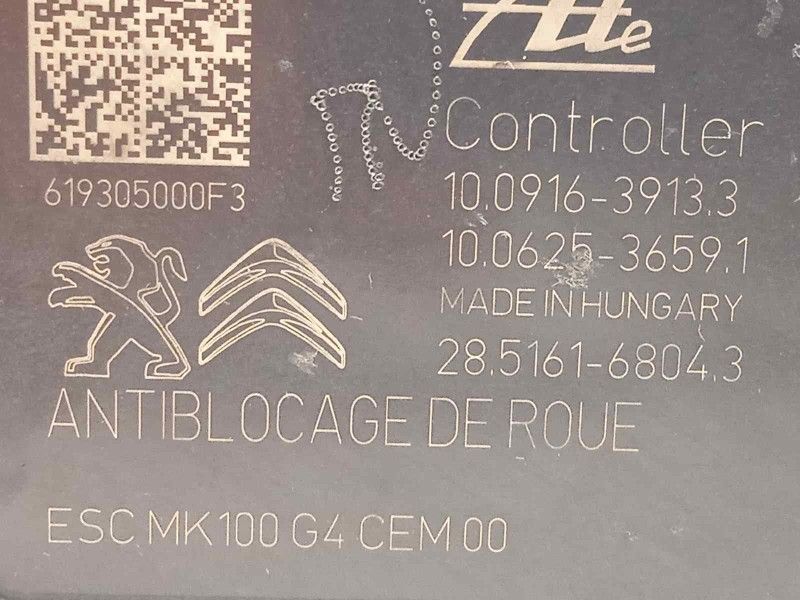 Ate
Controller
619305000F3
10.0916-3913.3
10.0625-3659.1
MADE IN HUNGARY
28.5161-6804.3
ANTIBLOCAGE DE ROUE
ESC MK100 G4 CEM 00